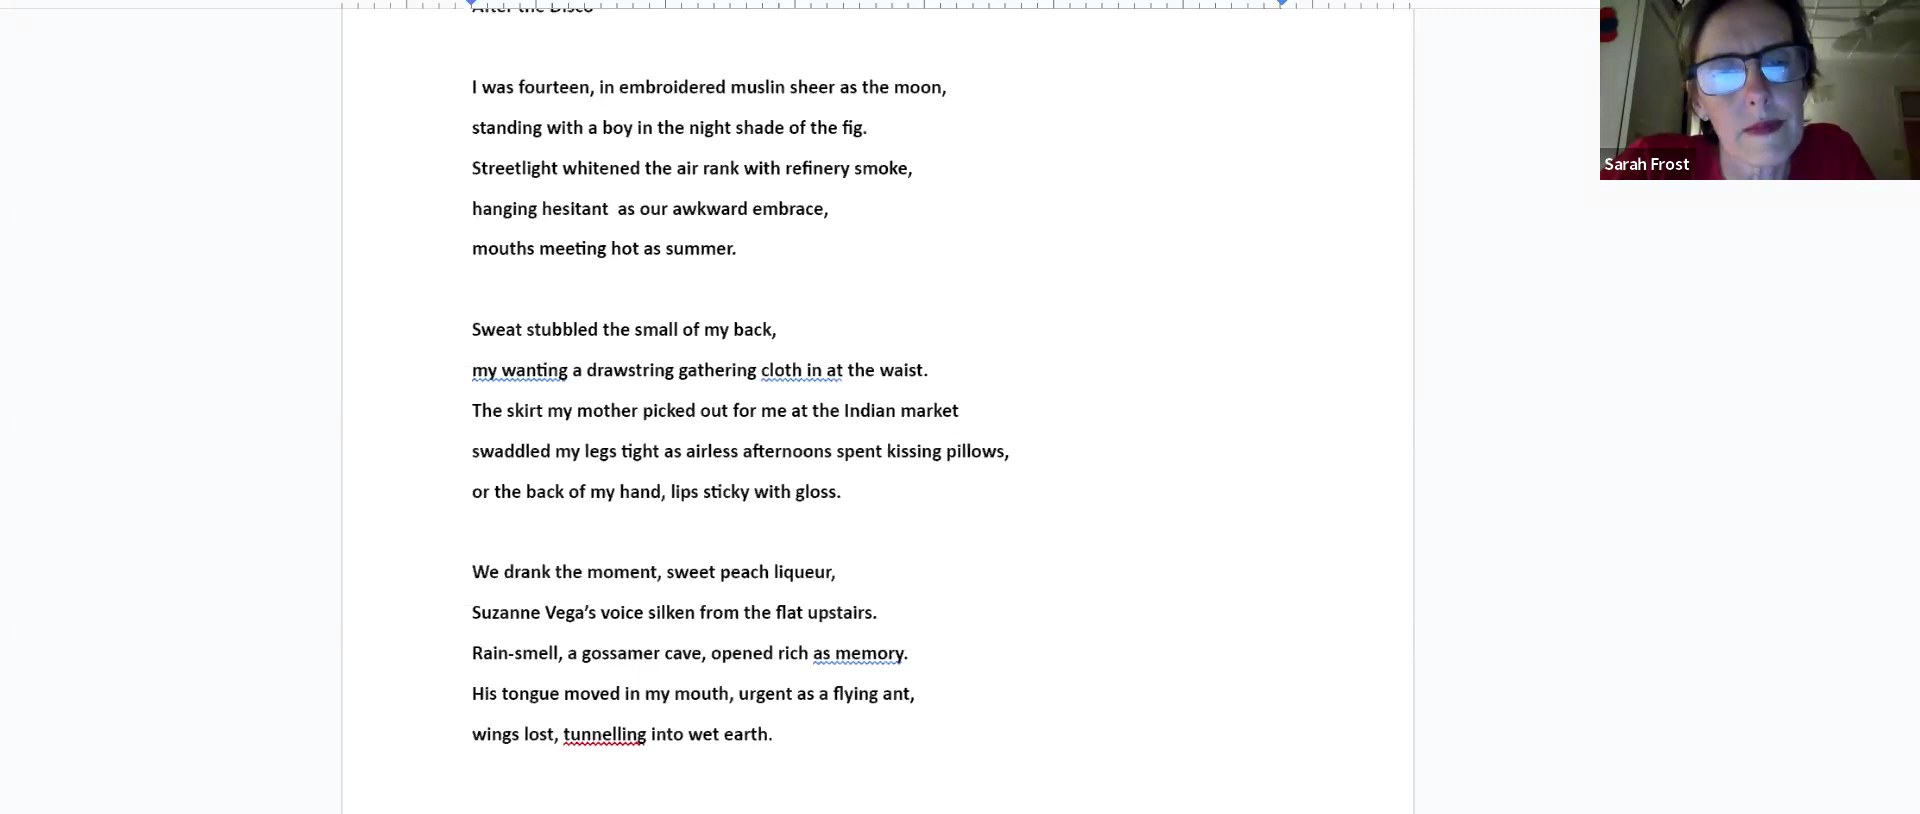 After the Disco
I was fourteen, in embroidered muslin sheer as the moon,
standing with a boy in the night shade of the fig.
Streetlight whitened the air rank with refinery smoke,
hanging hesitant  as our awkward embrace,
mouths meeting hot as summer.
Sweat stubbled the small of my back,
my wanting a drawstring gathering cloth in at the waist.
The skirt my mother picked out for me at the Indian market
swaddled my legs tight as airless afternoons spent kissing pillows,
or the back of my hand, lips sticky with gloss.
We drank the moment, sweet peach liqueur,
Suzanne Vega’s voice silken from the flat upstairs.
Rain-smell, a gossamer cave, opened rich as memory.
His tongue moved in my mouth, urgent as a flying ant,
wings lost, tunnelling into wet earth.
Sarah Frost